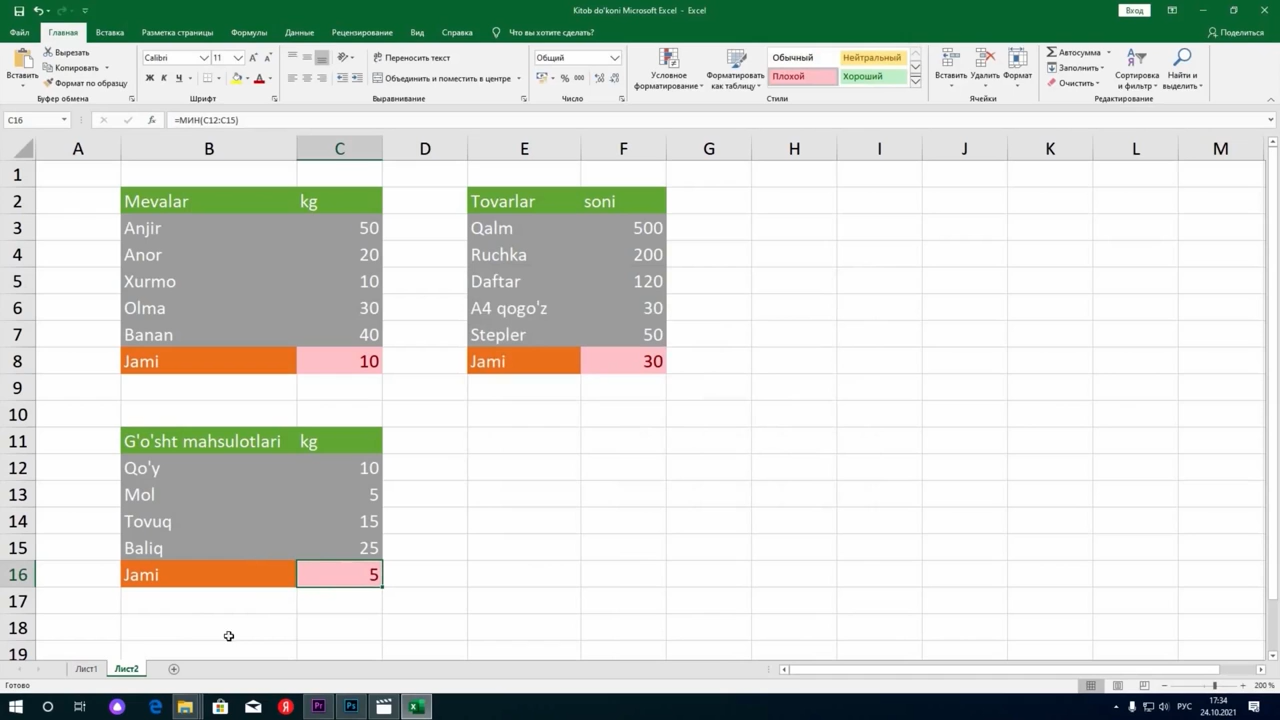 Kitob do'koni Microsoft Excel - Excel
Вход
Файл Главная Вставка Разметка страницы Формулы Данные Рецензирование Вид Справка Что вы хотите сделать? Поделиться
Вставить
Вырезать
Копировать
Формат по образцу
Буфер обмена
Calibri 11
Ж К Ч
Шрифт
Переносить текст
Объединить и поместить в центре
Выравнивание
Общий
% 000
Число
Условное форматирование
Форматировать как таблицу
Обычный Нейтральный
Плохой Хороший
Стили
Вставить Удалить Формат
Ячейки
Автосумма
Заполнить
Очистить
Сортировка и фильтр
Найти и выделить
Редактирование
C16 fx =МИН(C12:C15)
A B C D E F G H I J K L M
1
2 Mevalar kg Tovarlar soni
3 Anjir 50 Qalm 500
4 Anor 20 Ruchka 200
5 Xurmo 10 Daftar 120
6 Olma 30 A4 qogo'z 30
7 Banan 40 Stepler 50
8 Jami 10 Jami 30
9
10
11 G'o'sht mahsulotlari kg
12 Qo'y 10
13 Mol 5
14 Tovuq 15
15 Baliq 25
16 Jami 5
17
18
19
Лист1 Лист2
Готово
200 %
РУС
17:34
24.10.2021